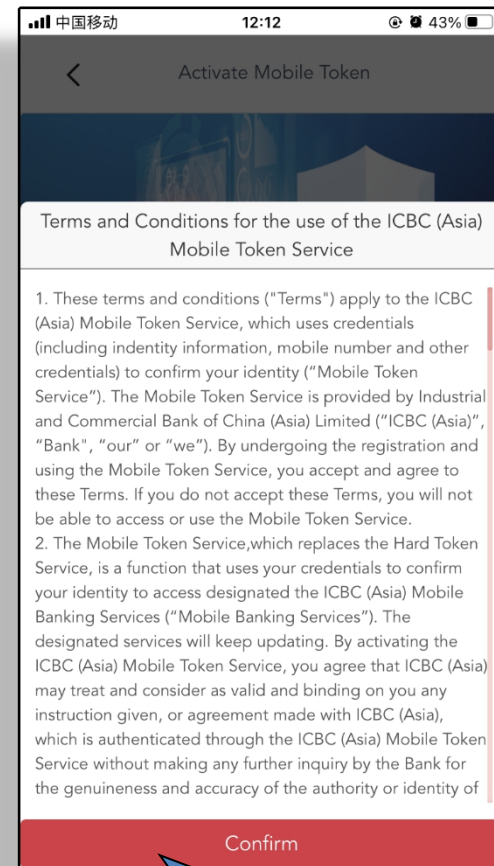 中国移动 12:12 43%
Activate Mobile Token
Terms and Conditions for the use of the ICBC (Asia)
Mobile Token Service
1. These terms and conditions ("Terms") apply to the ICBC
(Asia) Mobile Token Service, which uses credentials
(including indentity information, mobile number and other
credentials) to confirm your identity (“Mobile Token
Service”). The Mobile Token Service is provided by Industrial
and Commercial Bank of China (Asia) Limited (“ICBC (Asia)”,
“Bank", “our” or “we”). By undergoing the registration and
using the Mobile Token Service, you accept and agree to
these Terms. If you do not accept these Terms, you will not
be able to access or use the Mobile Token Service.
2. The Mobile Token Service,which replaces the Hard Token
Service, is a function that uses your credentials to confirm
your identity to access designated the ICBC (Asia) Mobile
Banking Services (“Mobile Banking Services”). The
designated services will keep updating. By activating the
ICBC (Asia) Mobile Token Service, you agree that ICBC (Asia)
may treat and consider as valid and binding on you any
instruction given, or agreement made with ICBC (Asia),
which is authenticated through the ICBC (Asia) Mobile Token
Service without making any further inquiry by the Bank for
the genuineness and accuracy of the authority or identity of
Confirm